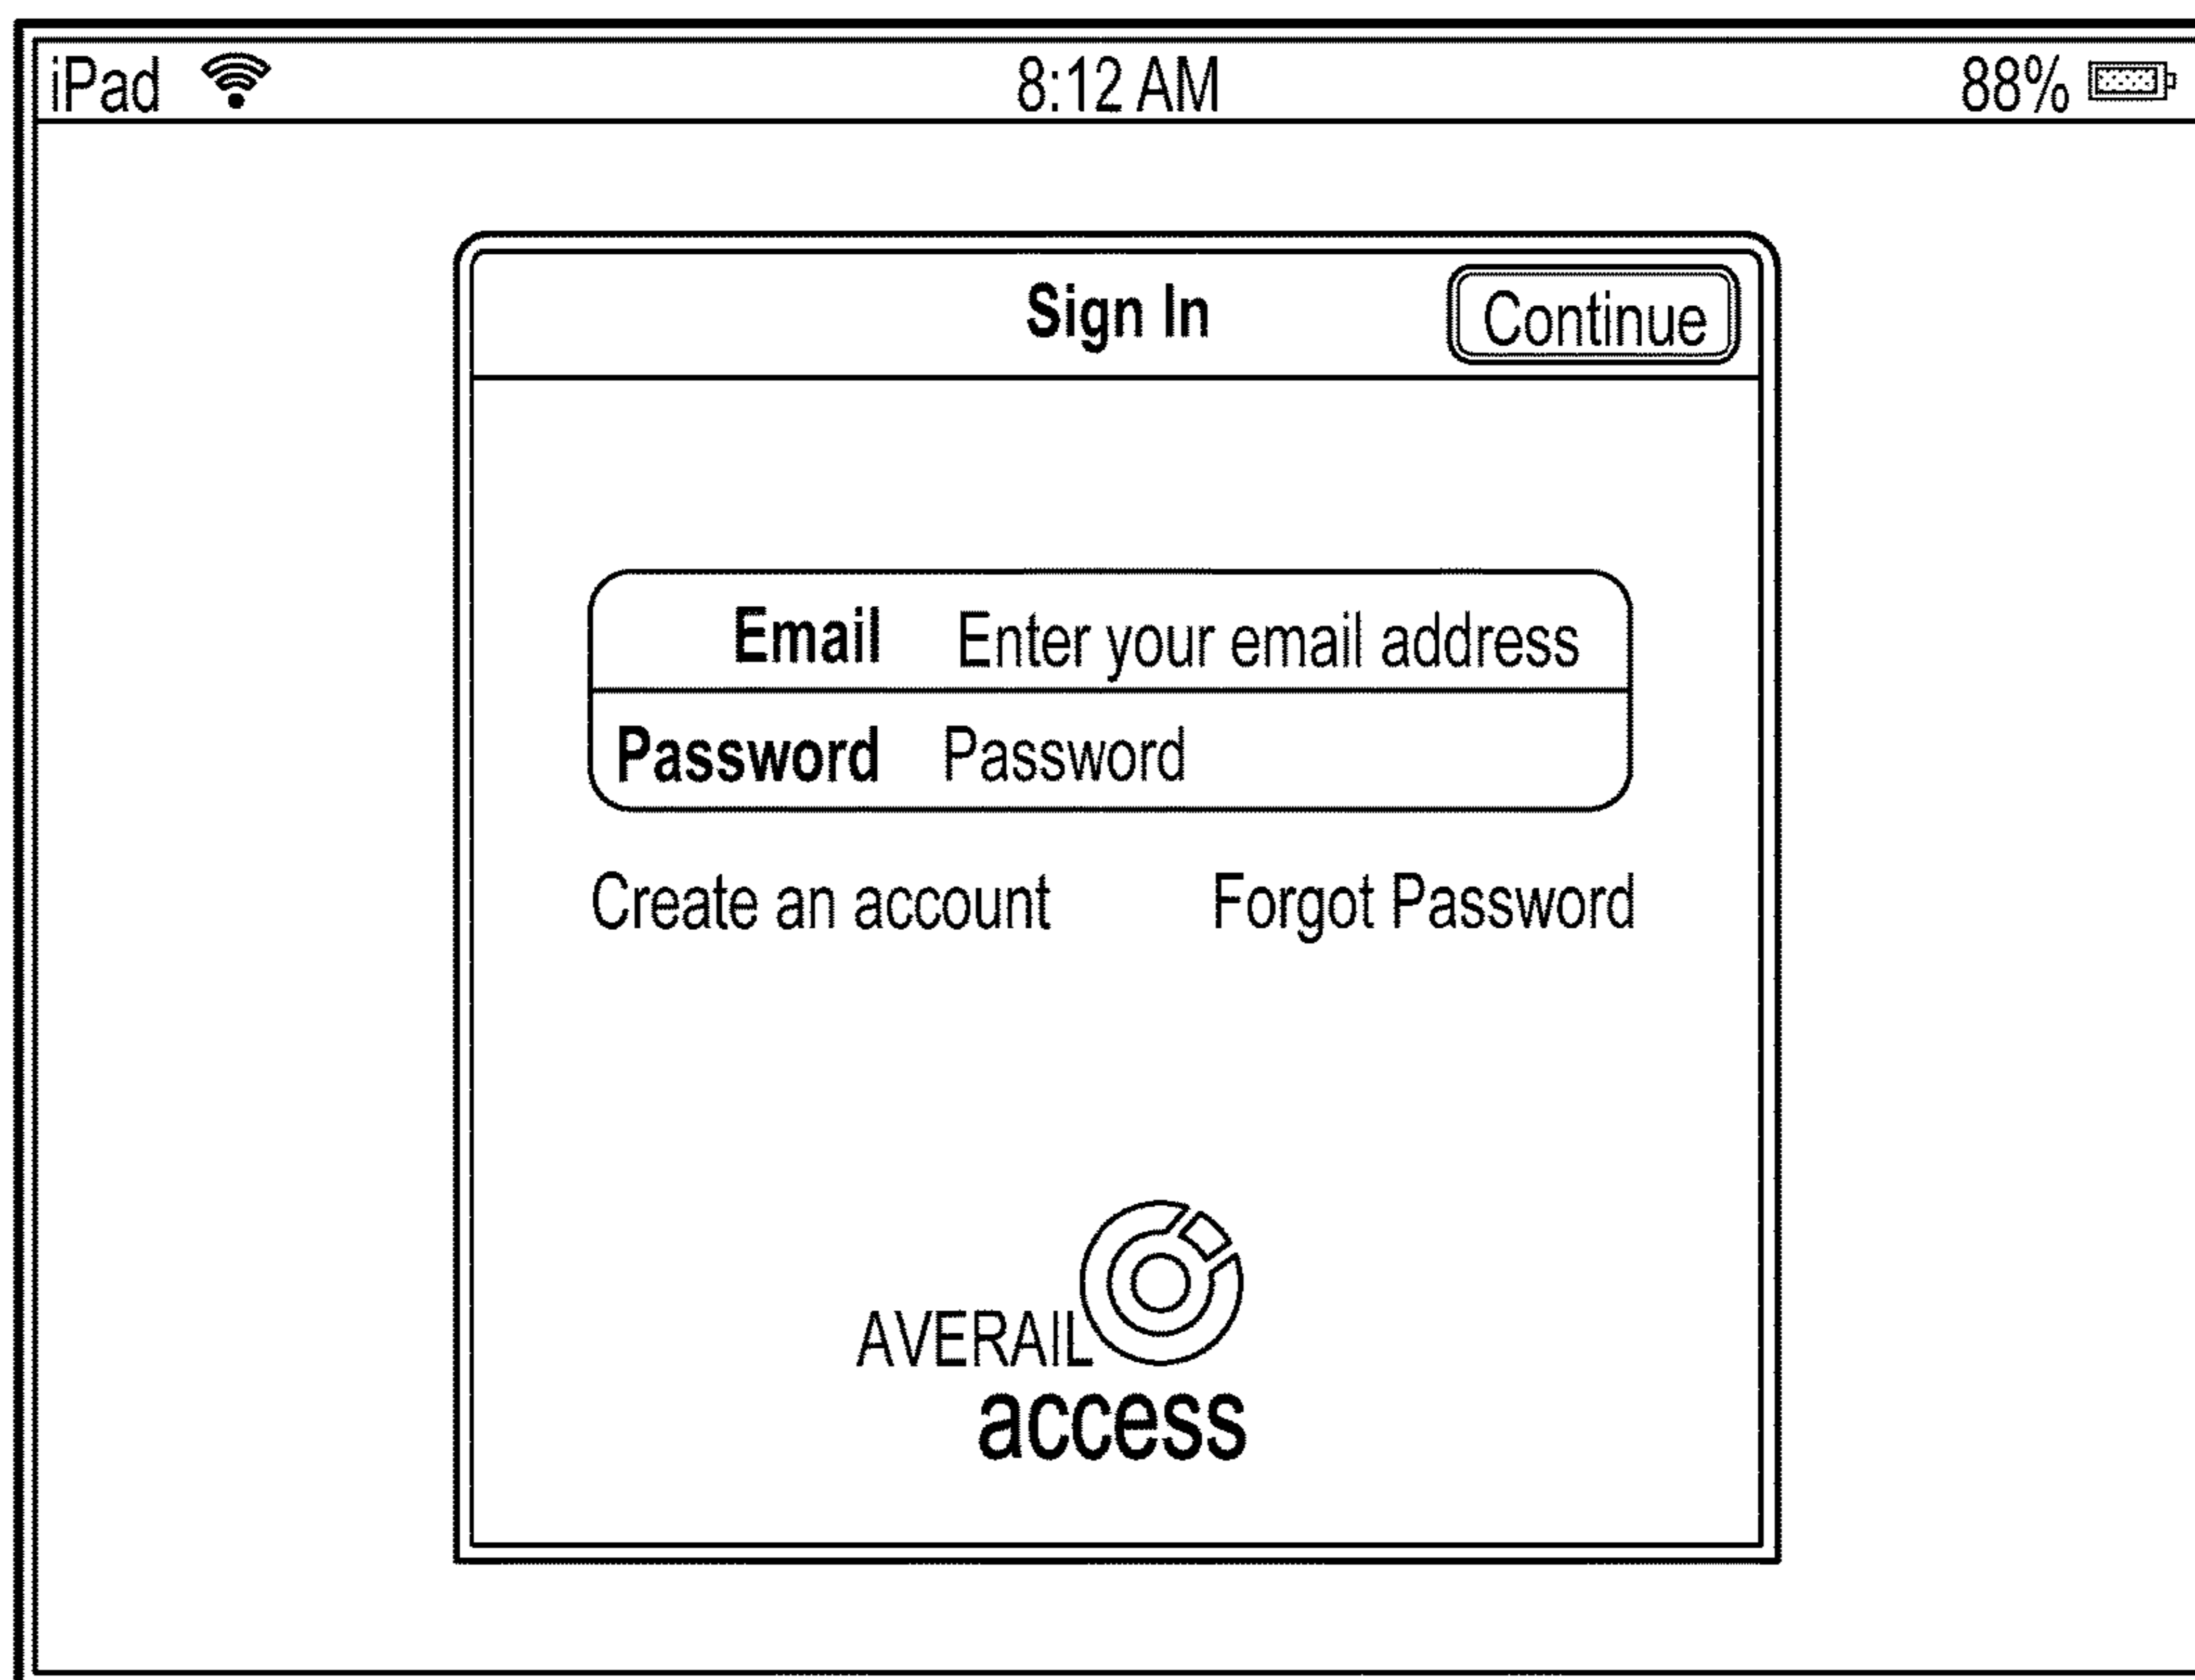 iPad 8:12 AM 88%
Sign In Continue
Email Enter your email address
Password Password
Create an account Forgot Password
AVERAIL
access